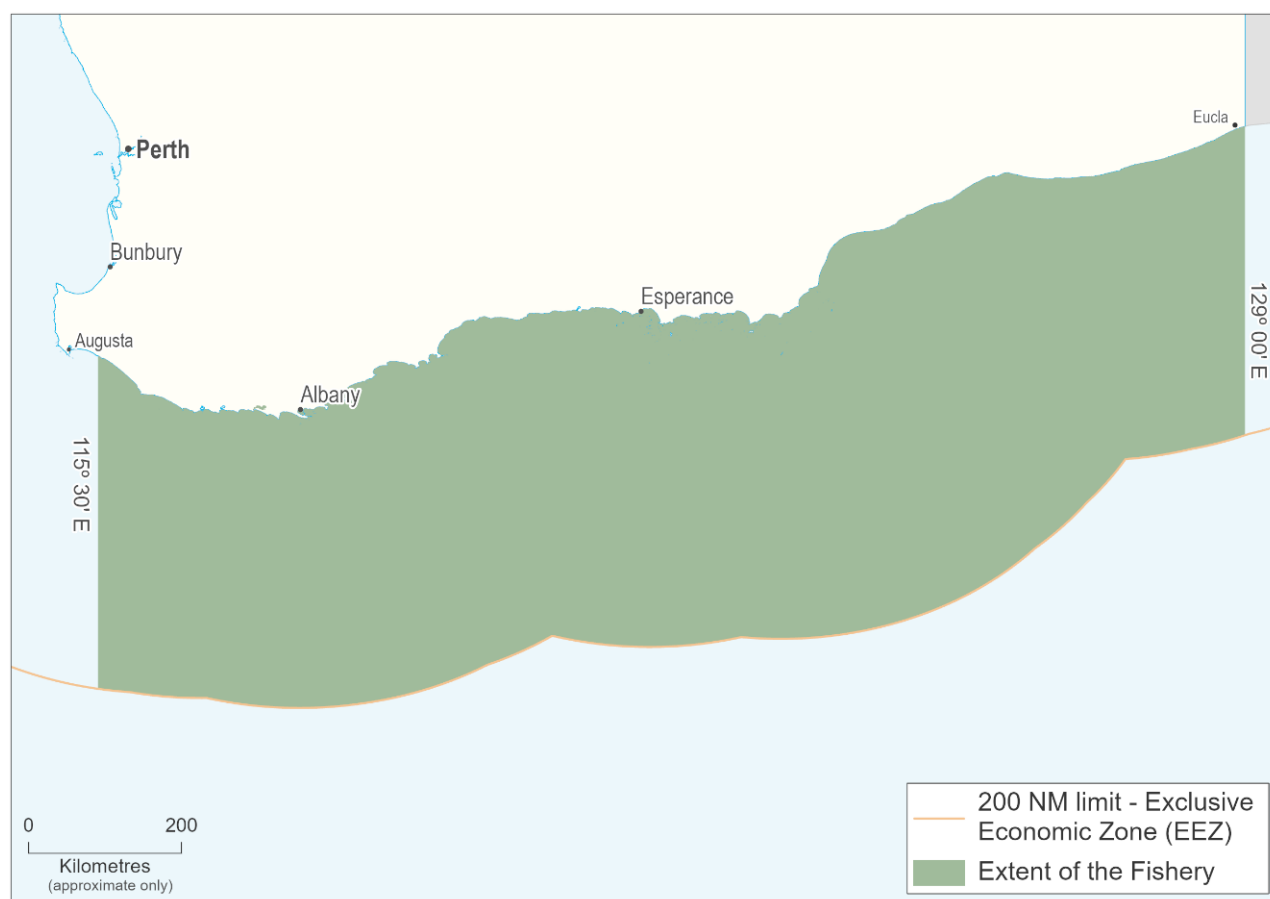 Eucla
Perth
Bunbury
129° 00' E
Esperance
Augusta
Albany
115° 30' E
0 200
Kilometres
(approximate only)
200 NM limit - Exclusive
Economic Zone (EEZ)
Extent of the Fishery